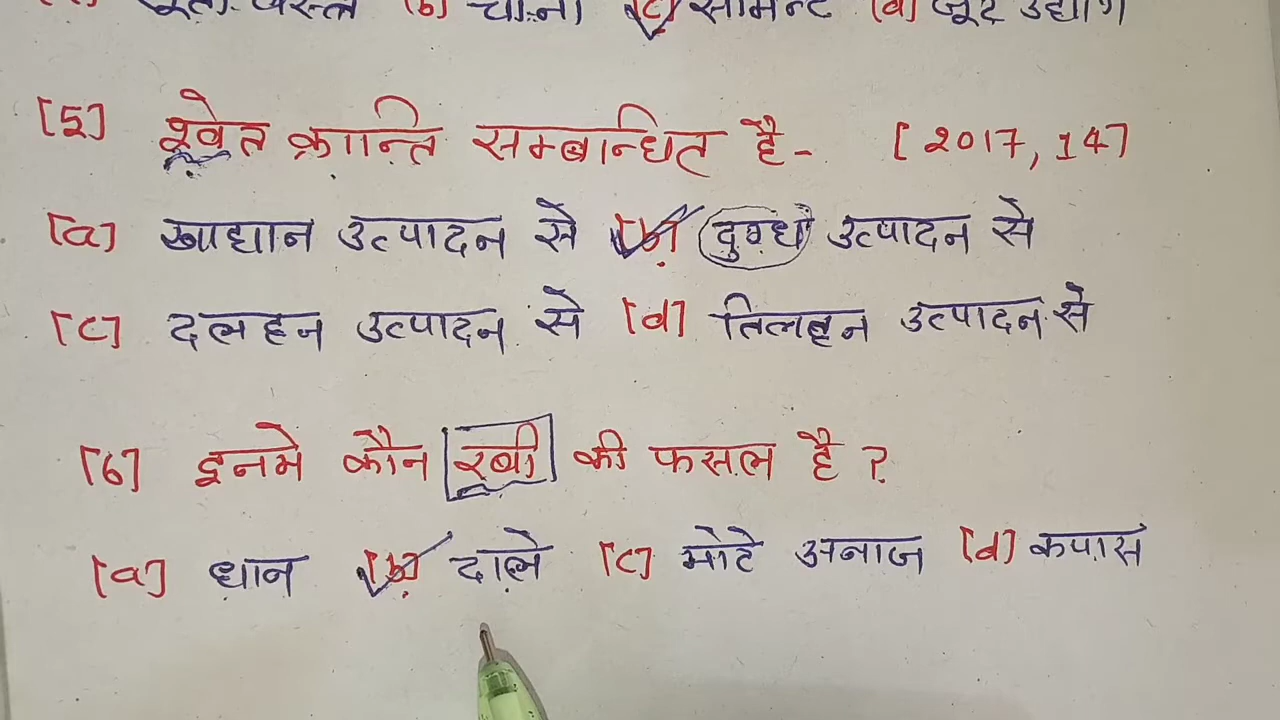 (b) (c) सीमेन्ट (d) जूट उद्योग
[5] श्वेत क्रान्ति सम्बन्धित है- [2017, 14]
[a] खाद्यान उत्पादन से [b] दुग्ध उत्पादन से
[c] दलहन उत्पादन से [d] तिलहन उत्पादन से
[6] इनमे कौन रबी की फसल है ?
[a] धान [b] दाले [c] मोटे अनाज [d] कपास